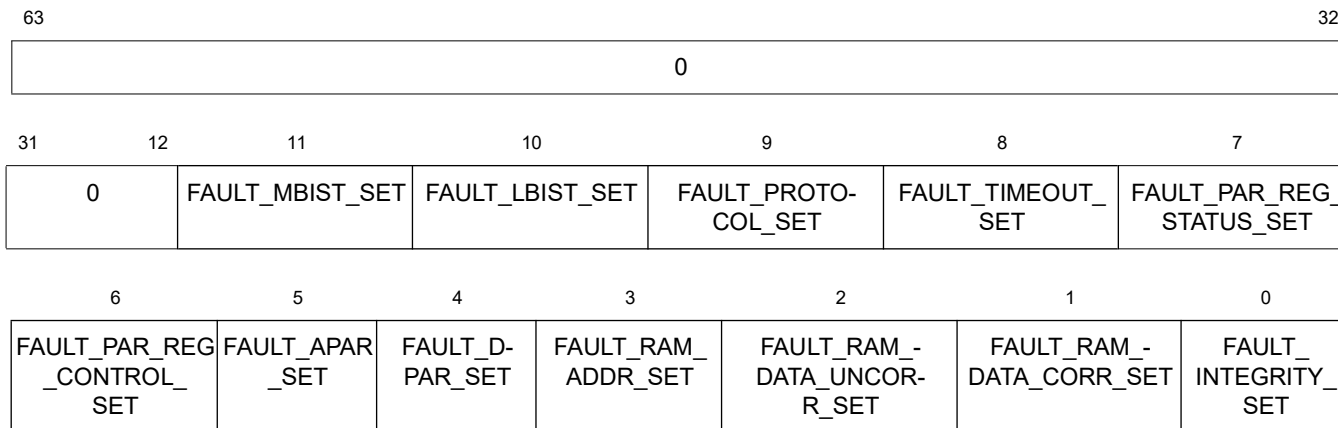 63 32
0
31 12 11 10 9 8 7
0 FAULT_MBIST_SET FAULT_LBIST_SET FAULT_PROTO- FAULT_TIMEOUT_ FAULT_PAR_REG_
COL_SET SET STATUS_SET
6 5 4 3 2 1 0
FAULT_PAR_REG FAULT_APAR FAULT_D- FAULT_RAM_ FAULT_RAM_- FAULT_RAM_- FAULT_
_CONTROL_ _SET PAR_SET ADDR_SET DATA_UNCOR- DATA_CORR_SET INTEGRITY_
SET R_SET SET